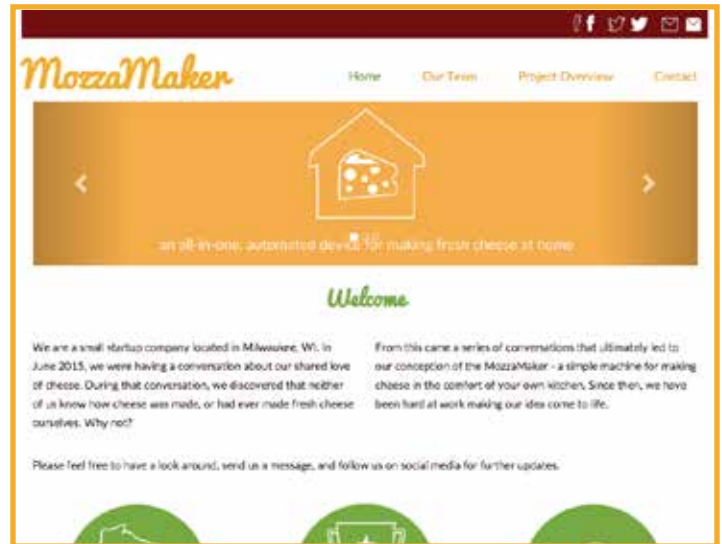 MozzaMaker
Home Our Team Project Overview Contact
an all-in-one, automated device for making fresh cheese at home
Welcome
We are a small startup company located in Milwaukee, WI. In
June 2015, we were having a conversation about our shared love
of cheese. During that conversation, we discovered that neither
of us knew how cheese was made, or had ever made fresh cheese
ourselves. Why not?
From this came a series of conversations that ultimately led to
our conception of the MozzaMaker - a simple machine for making
cheese in the comfort of your own kitchen. Since then, we have
been hard at work making our idea come to life.
Please feel free to have a look around, send us a message, and follow us on social media for further updates.